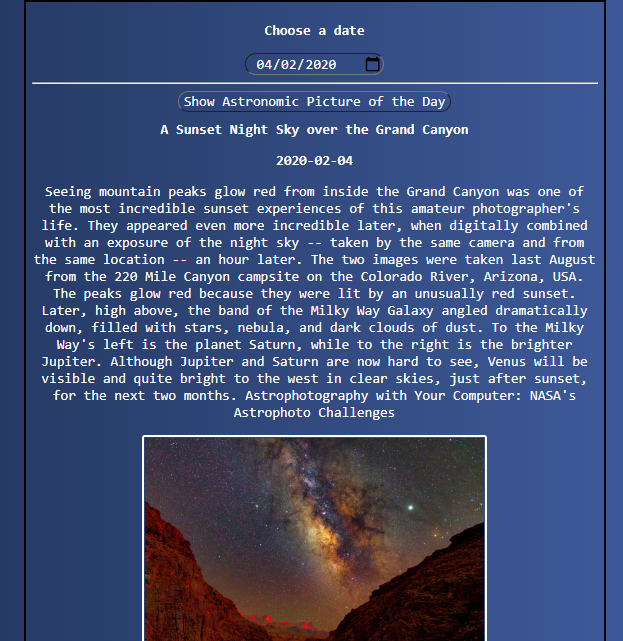 Choose a date
04/02/2020
Show Astronomic Picture of the Day
A Sunset Night Sky over the Grand Canyon
2020-02-04
Seeing mountain peaks glow red from inside the Grand Canyon was one of
the most incredible sunset experiences of this amateur photographer's
life. They appeared even more incredible later, when digitally combined
with an exposure of the night sky -- taken by the same camera and from
the same location -- an hour later. The two images were taken last August
from the 220 Mile Canyon campsite on the Colorado River, Arizona, USA.
The peaks glow red because they were lit by an unusually red sunset.
Later, high above, the band of the Milky Way Galaxy angled dramatically
down, filled with stars, nebula, and dark clouds of dust. To the Milky
Way's left is the planet Saturn, while to the right is the brighter
Jupiter. Although Jupiter and Saturn are now hard to see, Venus will be
visible and quite bright to the west in clear skies, just after sunset,
for the next two months. Astrophotography with Your Computer: NASA's
Astrophoto Challenges